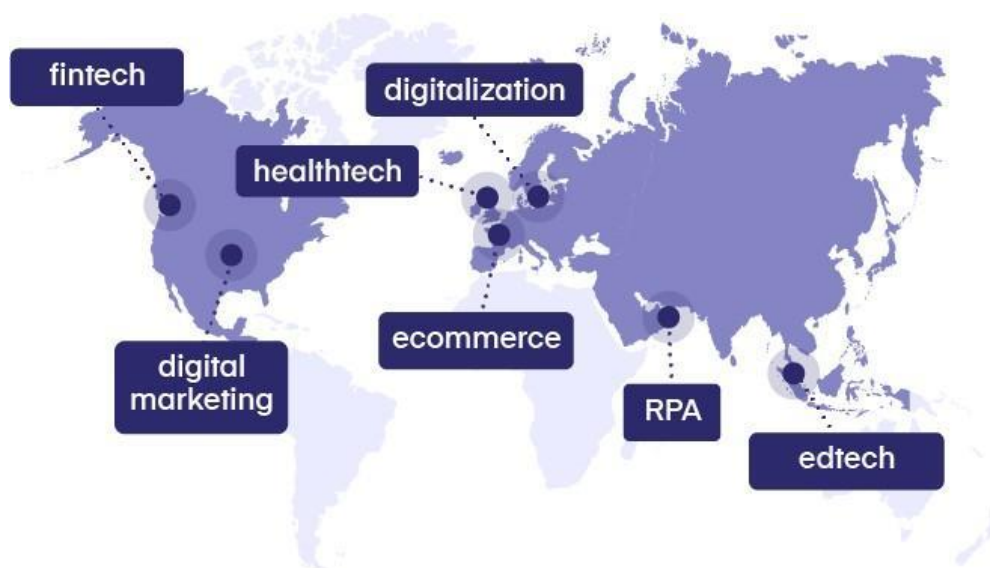 fintech
digitalization
healthtech
ecommerce
digital
marketing
RPA
edtech